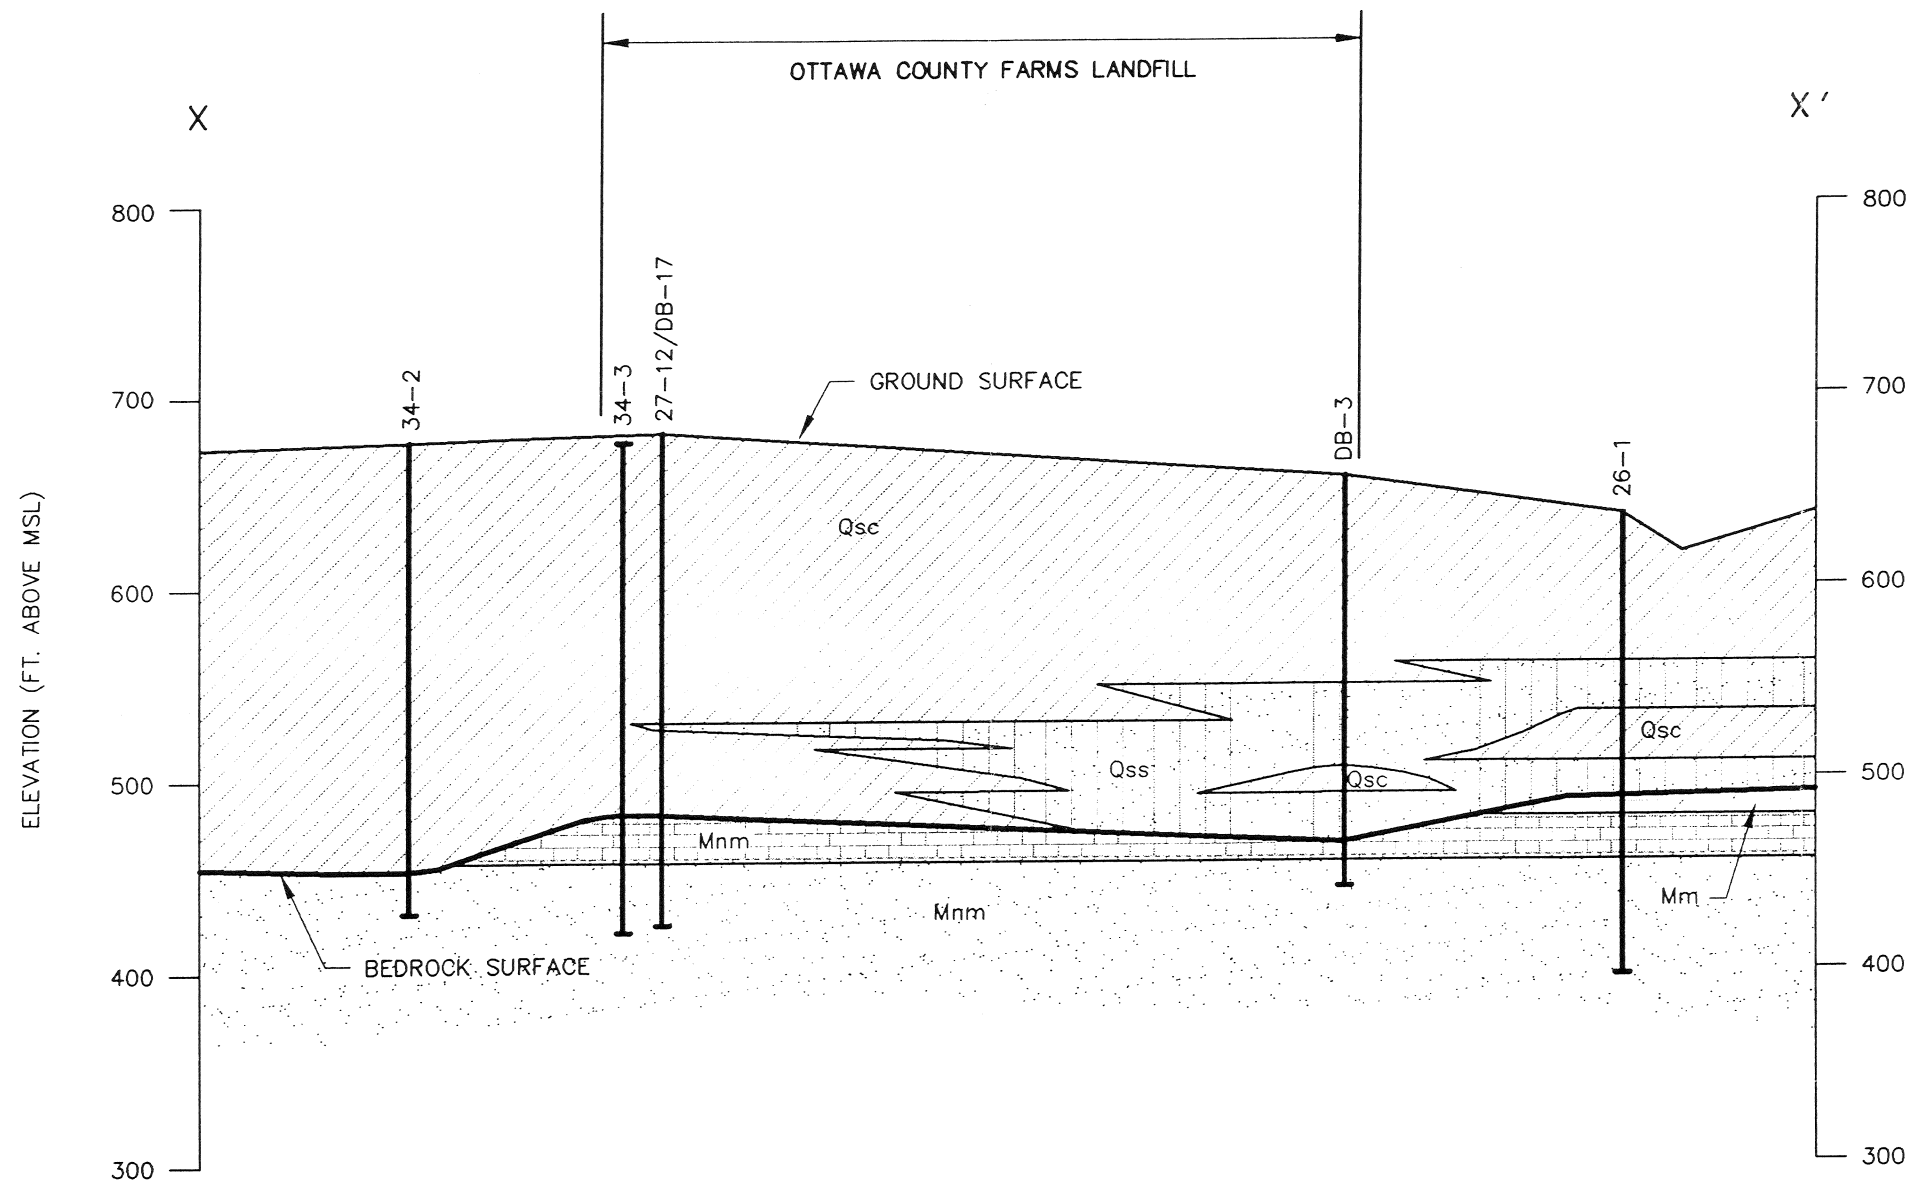 OTTAWA COUNTY FARMS LANDFILL
X
X'
800
800
27-12/DB-17
34-2
34-3
GROUND SURFACE
700
700
DB-3
26-1
ELEVATION (FT. ABOVE MSL)
Qsc
600
600
Qsc
Qss
Qsc
500
500
Mnm
Mm
Mnm
BEDROCK SURFACE
400
400
300
300